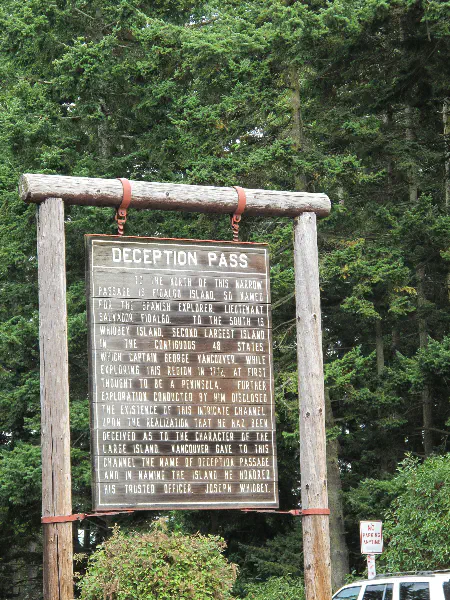 DECEPTION PASS
TO THE NORTH OF THIS NARROW
PASSAGE IS FIDALGO ISLAND, SO NAMED
FOR THE SPANISH EXPLORER, LIEUTENANT
SALVADOR FIDALGO. TO THE SOUTH IS
WHIDBEY ISLAND, SECOND LARGEST ISLAND
IN THE CONTIGUOUS 48 STATES,
WHICH CAPTAIN GEORGE VANCOUVER, WHILE
EXPLORING THIS REGION IN 1792, AT FIRST
THOUGHT TO BE A PENINSULA. FURTHER
EXPLORATION CONDUCTED BY HIM DISCLOSED
THE EXISTENCE OF THIS INTRICATE CHANNEL.
UPON THE REALIZATION THAT HE HAD BEEN
DECEIVED AS TO THE CHARACTER OF THE
LARGE ISLAND VANCOUVER GAVE TO THIS
CHANNEL THE NAME OF DECEPTION PASSAGE
AND IN NAMING THE ISLAND HE HONORED
HIS TRUSTED OFFICER, JOSEPH WHIDBEY.
NO
PARKING
ANYTIME